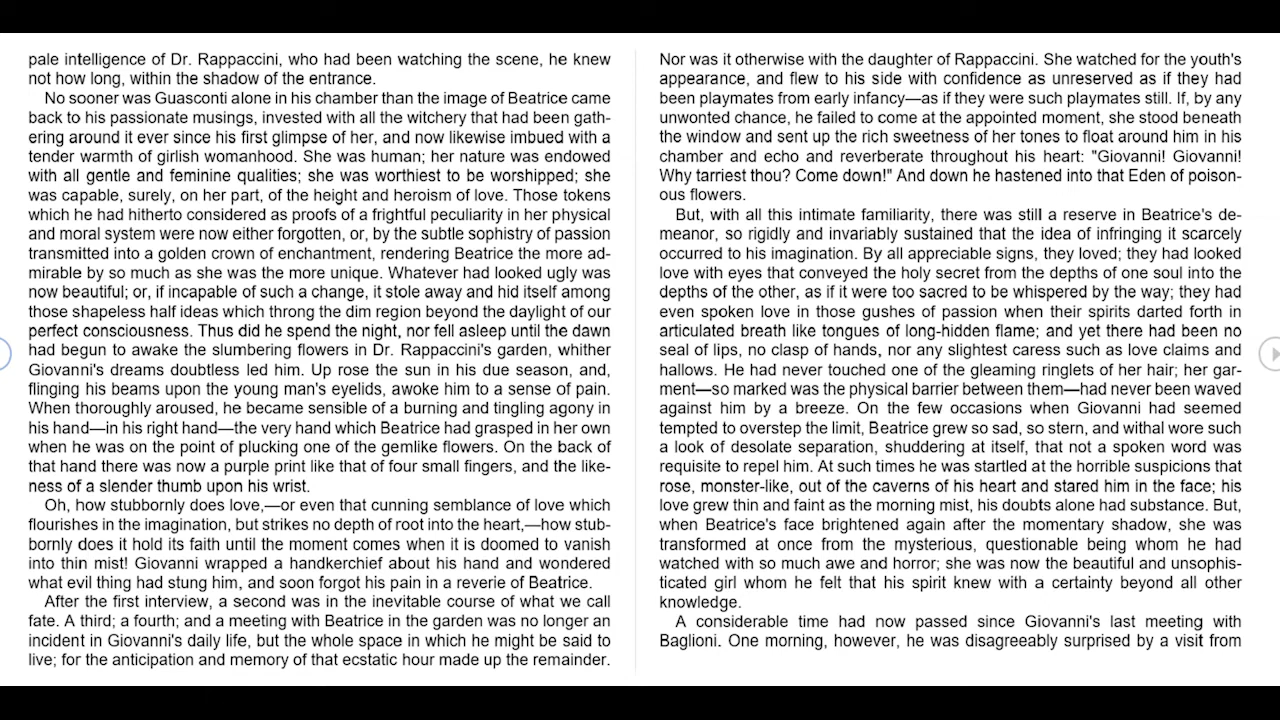 pale intelligence of Dr. Rappaccini, who had been watching the scene, he knew
not how long, within the shadow of the entrance.
No sooner was Guasconti alone in his chamber than the image of Beatrice came
back to his passionate musings, invested with all the witchery that had been gath-
ering around it ever since his first glimpse of her, and now likewise imbued with a
tender warmth of girlish womanhood. She was human; her nature was endowed
with all gentle and feminine qualities; she was worthiest to be worshipped; she
was capable, surely, on her part, of the height and heroism of love. Those tokens
which he had hitherto considered as proofs of a frightful peculiarity in her physical
and moral system were now either forgotten, or, by the subtle sophistry of passion
transmitted into a golden crown of enchantment, rendering Beatrice the more ad-
mirable by so much as she was the more unique. Whatever had looked ugly was
now beautiful; or, if incapable of such a change, it stole away and hid itself among
those shapeless half ideas which throng the dim region beyond the daylight of our
perfect consciousness. Thus did he spend the night, nor fell asleep until the dawn
had begun to awake the slumbering flowers in Dr. Rappaccini's garden, whither
Giovanni's dreams doubtless led him. Up rose the sun in his due season, and,
flinging his beams upon the young man's eyelids, awoke him to a sense of pain.
When thoroughly aroused, he became sensible of a burning and tingling agony in
his hand—in his right hand—the very hand which Beatrice had grasped in her own
when he was on the point of plucking one of the gemlike flowers. On the back of
that hand there was now a purple print like that of four small fingers, and the like-
ness of a slender thumb upon his wrist.
Oh, how stubbornly does love,—or even that cunning semblance of love which
flourishes in the imagination, but strikes no depth of root into the heart,—how stub-
bornly does it hold its faith until the moment comes when it is doomed to vanish
into thin mist! Giovanni wrapped a handkerchief about his hand and wondered
what evil thing had stung him, and soon forgot his pain in a reverie of Beatrice.
After the first interview, a second was in the inevitable course of what we call
fate. A third; a fourth; and a meeting with Beatrice in the garden was no longer an
incident in Giovanni's daily life, but the whole space in which he might be said to
live; for the anticipation and memory of that ecstatic hour made up the remainder.
Nor was it otherwise with the daughter of Rappaccini. She watched for the youth's
appearance, and flew to his side with confidence as unreserved as if they had
been playmates from early infancy—as if they were such playmates still. If, by any
unwonted chance, he failed to come at the appointed moment, she stood beneath
the window and sent up the rich sweetness of her tones to float around him in his
chamber and echo and reverberate throughout his heart: "Giovanni! Giovanni!
Why tarriest thou? Come down!" And down he hastened into that Eden of poison-
ous flowers.
But, with all this intimate familiarity, there was still a reserve in Beatrice's de-
meanor, so rigidly and invariably sustained that the idea of infringing it scarcely
occurred to his imagination. By all appreciable signs, they loved; they had looked
love with eyes that conveyed the holy secret from the depths of one soul into the
depths of the other, as if it were too sacred to be whispered by the way; they had
even spoken love in those gushes of passion when their spirits darted forth in
articulated breath like tongues of long-hidden flame; and yet there had been no
seal of lips, no clasp of hands, nor any slightest caress such as love claims and
hallows. He had never touched one of the gleaming ringlets of her hair; her gar-
ment—so marked was the physical barrier between them—had never been waved
against him by a breeze. On the few occasions when Giovanni had seemed
tempted to overstep the limit, Beatrice grew so sad, so stern, and withal wore such
a look of desolate separation, shuddering at itself, that not a spoken word was
requisite to repel him. At such times he was startled at the horrible suspicions that
rose, monster-like, out of the caverns of his heart and stared him in the face; his
love grew thin and faint as the morning mist, his doubts alone had substance. But,
when Beatrice's face brightened again after the momentary shadow, she was
transformed at once from the mysterious, questionable being whom he had
watched with so much awe and horror; she was now the beautiful and unsophis-
ticated girl whom he felt that his spirit knew with a certainty beyond all other
knowledge.
A considerable time had now passed since Giovanni's last meeting with
Baglioni. One morning, however, he was disagreeably surprised by a visit from